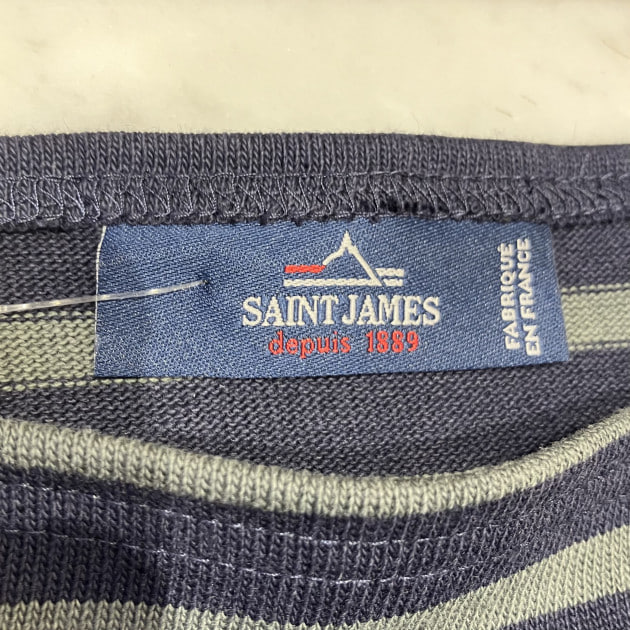 SAINT JAMES
depuis 1889
FABRIQUÉ
EN FRANCE